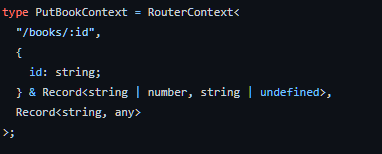 type PutBookContext = RouterContext<
  "/books/:id",
  {
    id: string;
  } & Record<string | number, string | undefined>,
  Record<string, any>
>;